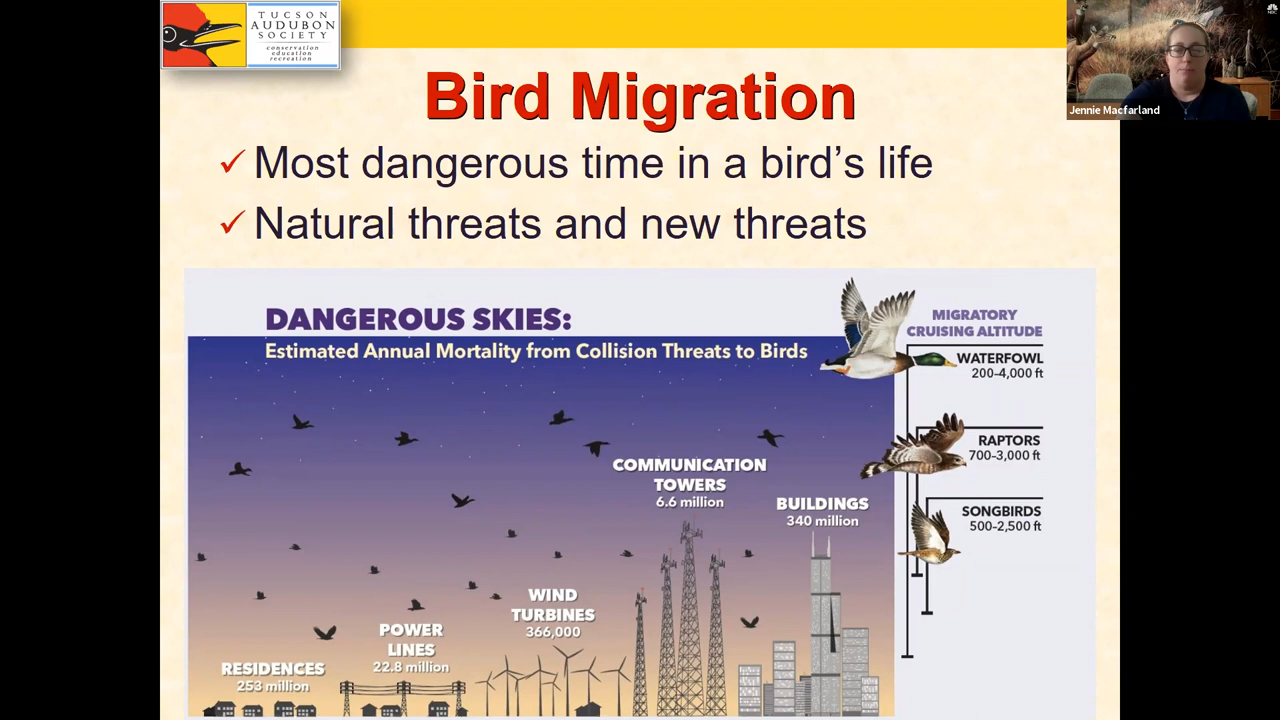 TUCSON
AUDUBON
SOCIETY
conservation
education
recreation
Jennie Macfarland
Bird Migration
✓ Most dangerous time in a bird's life
✓ Natural threats and new threats
DANGEROUS SKIES:
Estimated Annual Mortality from Collision Threats to Birds
MIGRATORY
CRUISING ALTITUDE
WATERFOWL
200-4,000 ft
RAPTORS
700-3,000 ft
SONGBIRDS
500-2,500 ft
COMMUNICATION
TOWERS
6.6 million
BUILDINGS
340 million
WIND
TURBINES
366,000
POWER
LINES
22.8 million
RESIDENCES
253 million